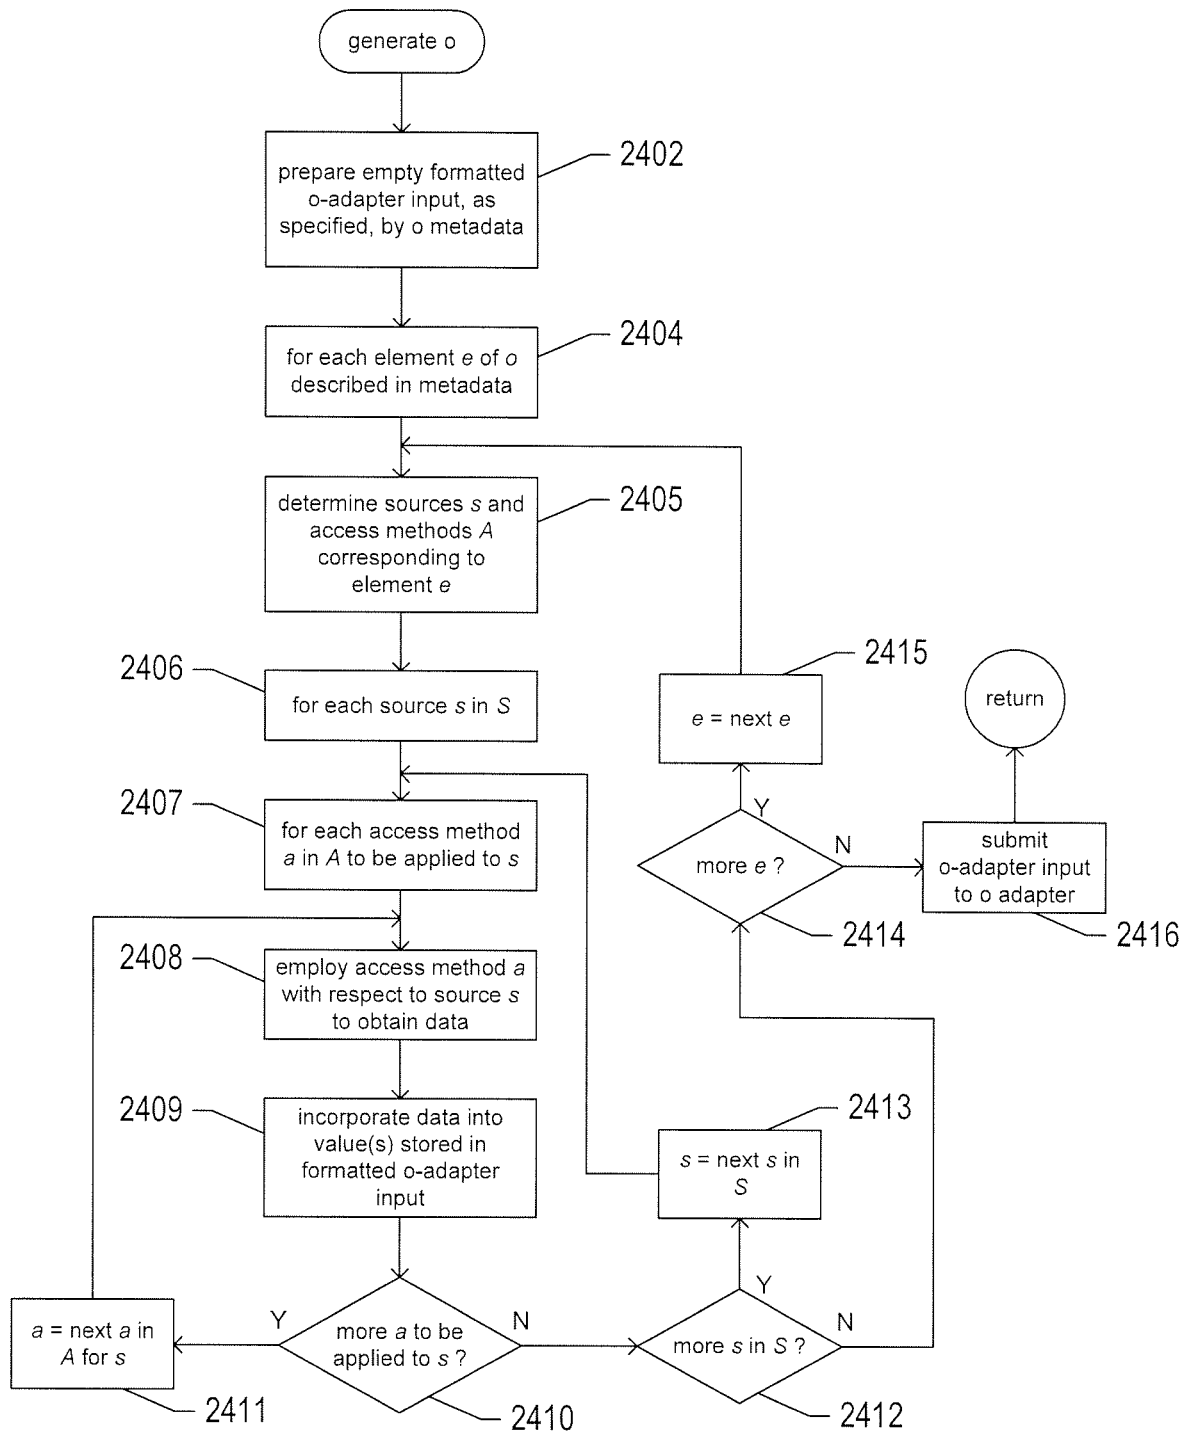 generate o
prepare empty formatted
o-adapter input, as
specified, by o metadata
2402
for each element e of o
described in metadata
2404
determine sources s and
access methods A
corresponding to
element e
2405
2406
for each source s in S
2407
for each access method
a in A to be applied to s
2408
employ access method a
with respect to source s
to obtain data
2409
incorporate data into
value(s) stored in
formatted o-adapter
input
more a to be
applied to s ?
2410
Y
N
a = next a in
A for s
2411
more s in S ?
2412
Y
N
s = next s in
S
2413
more e ?
2414
Y
N
e = next e
2415
submit
o-adapter input
to o adapter
2416
return